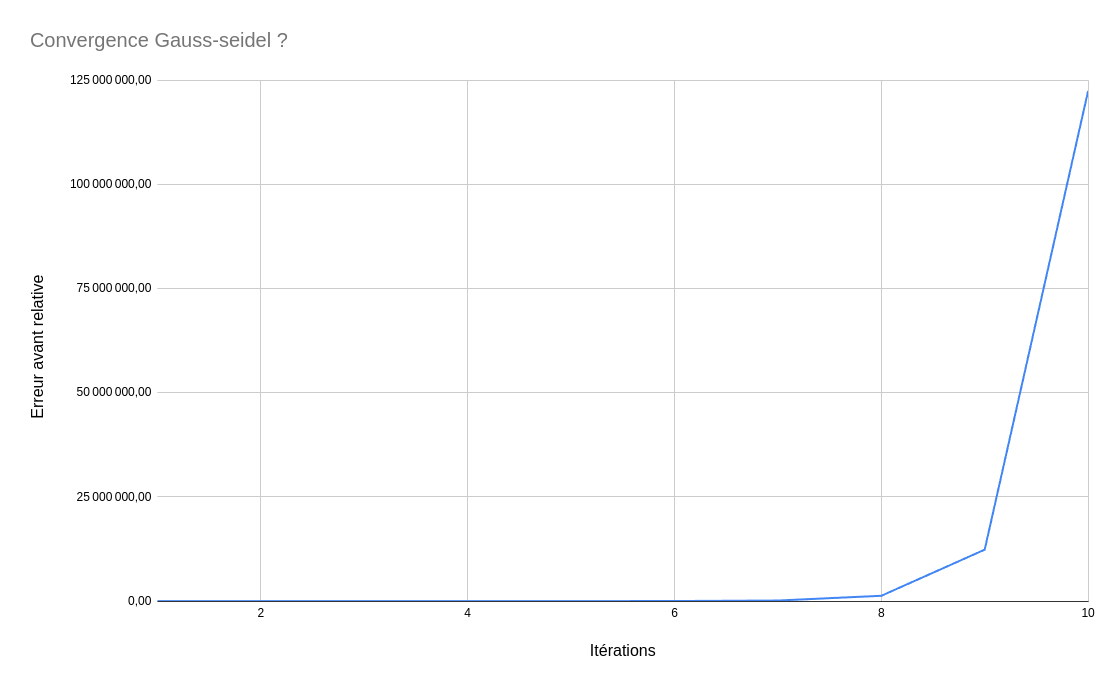 Convergence Gauss-seidel ?
125 000 000,00
100 000 000,00
75 000 000,00
50 000 000,00
25 000 000,00
0,00
Erreur avant relative
2 4 6 8 10
Itérations